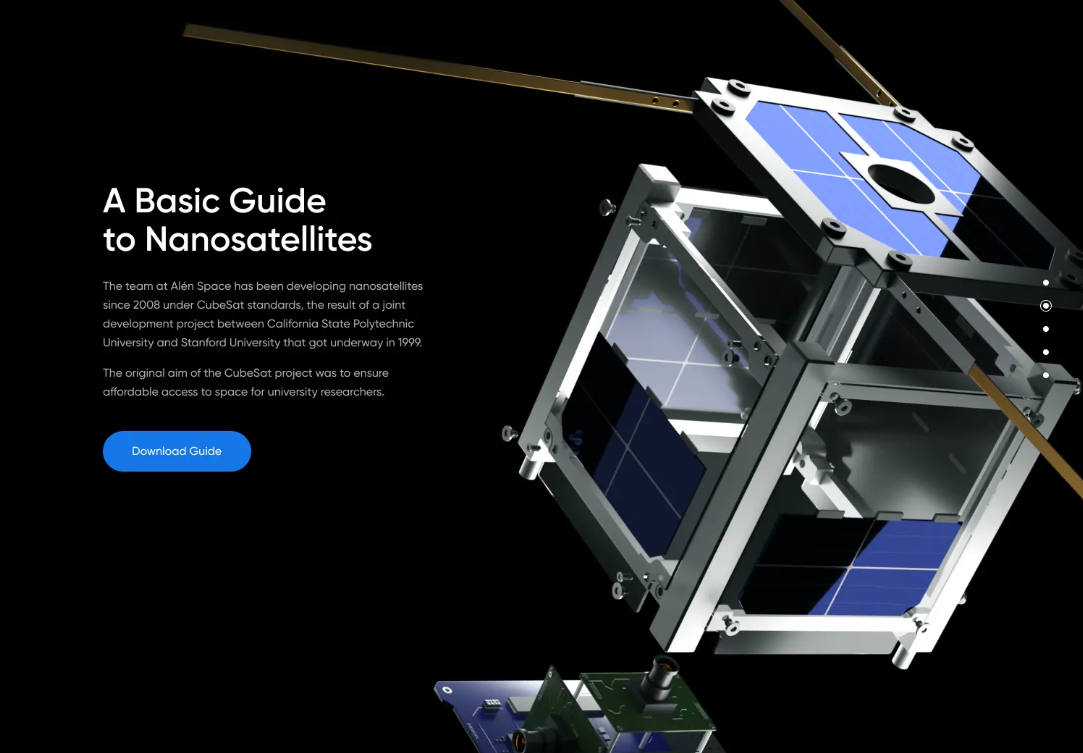 A Basic Guide
to Nanosatellites
The team at Alén Space has been developing nanosatellites
since 2008 under CubeSat standards, the result of a joint
development project between California State Polytechnic
University and Stanford University that got underway in 1999.
The original aim of the CubeSat project was to ensure
affordable access to space for university researchers.
Download Guide